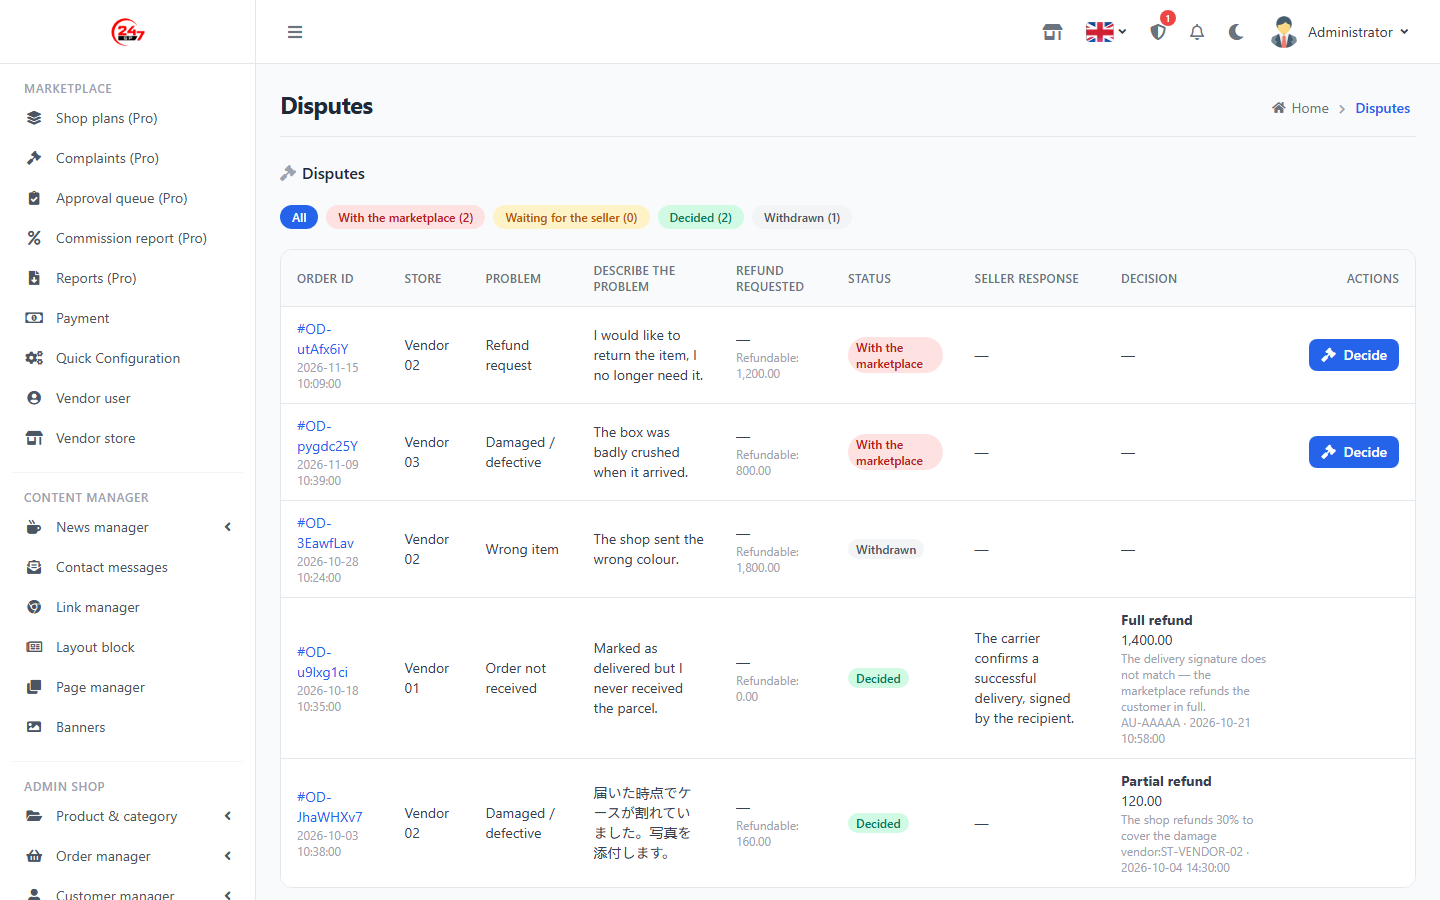 247
1
Administrator
MARKETPLACE
Shop plans (Pro)
Complaints (Pro)
Approval queue (Pro)
Commission report (Pro)
Reports (Pro)
Payment
Quick Configuration
Vendor user
Vendor store
CONTENT MANAGER
News manager
Contact messages
Link manager
Layout block
Page manager
Banners
ADMIN SHOP
Product & category
Order manager
Customer manager
Disputes
Home > Disputes
Disputes
All
With the marketplace (2)
Waiting for the seller (0)
Decided (2)
Withdrawn (1)
ORDER ID
STORE
PROBLEM
DESCRIBE THE
PROBLEM
REFUND
REQUESTED
STATUS
SELLER RESPONSE
DECISION
ACTIONS
#OD-
utAfx6iY
2026-11-15
10:09:00
Vendor
02
Refund
request
I would like to
return the item, I
no longer need it.
—
Refundable:
1,200.00
With the
marketplace
—
—
Decide
#OD-
pygdc25Y
2026-11-09
10:39:00
Vendor
03
Damaged /
defective
The box was
badly crushed
when it arrived.
—
Refundable:
800.00
With the
marketplace
—
—
Decide
#OD-
3EawfLav
2026-10-28
10:24:00
Vendor
02
Wrong item
The shop sent the
wrong colour.
—
Refundable:
1,800.00
Withdrawn
—
—
#OD-
u9lxg1ci
2026-10-18
10:35:00
Vendor
01
Order not
received
Marked as
delivered but I
never received
the parcel.
—
Refundable:
0.00
Decided
The carrier
confirms a
successful
delivery, signed
by the recipient.
Full refund
1,400.00
The delivery signature does
not match — the
marketplace refunds the
customer in full.
AU-AAAAA · 2026-10-21
10:58:00
#OD-
JhaWHXv7
2026-10-03
10:38:00
Vendor
02
Damaged /
defective
届いた時点でケ
ースが割れてい
ました。写真を
添付します。
—
Refundable:
160.00
Decided
—
Partial refund
120.00
The shop refunds 30% to
cover the damage
vendor:ST-VENDOR-02 ·
2026-10-04 14:30:00